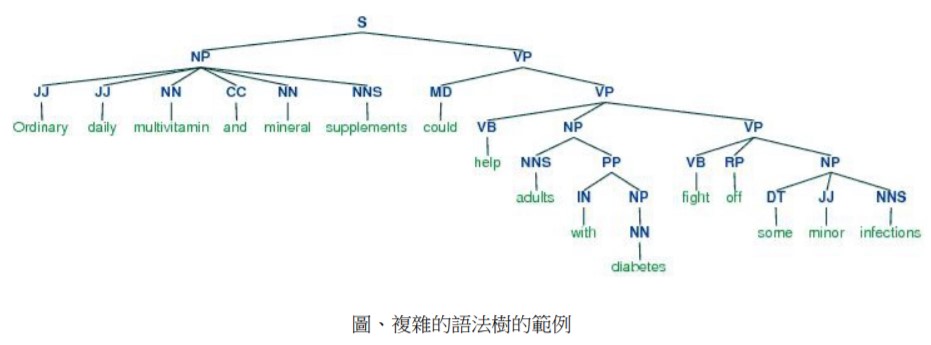 S
NP VP
JJ JJ NN CC NN NNS MD VP
Ordinary daily multivitamin and mineral supplements could
VB NP VP
help
NNS PP VB RP NP
adults fight off
IN NP DT JJ NNS
with some minor infections
NN
diabetes
圖、複雜的語法樹的範例